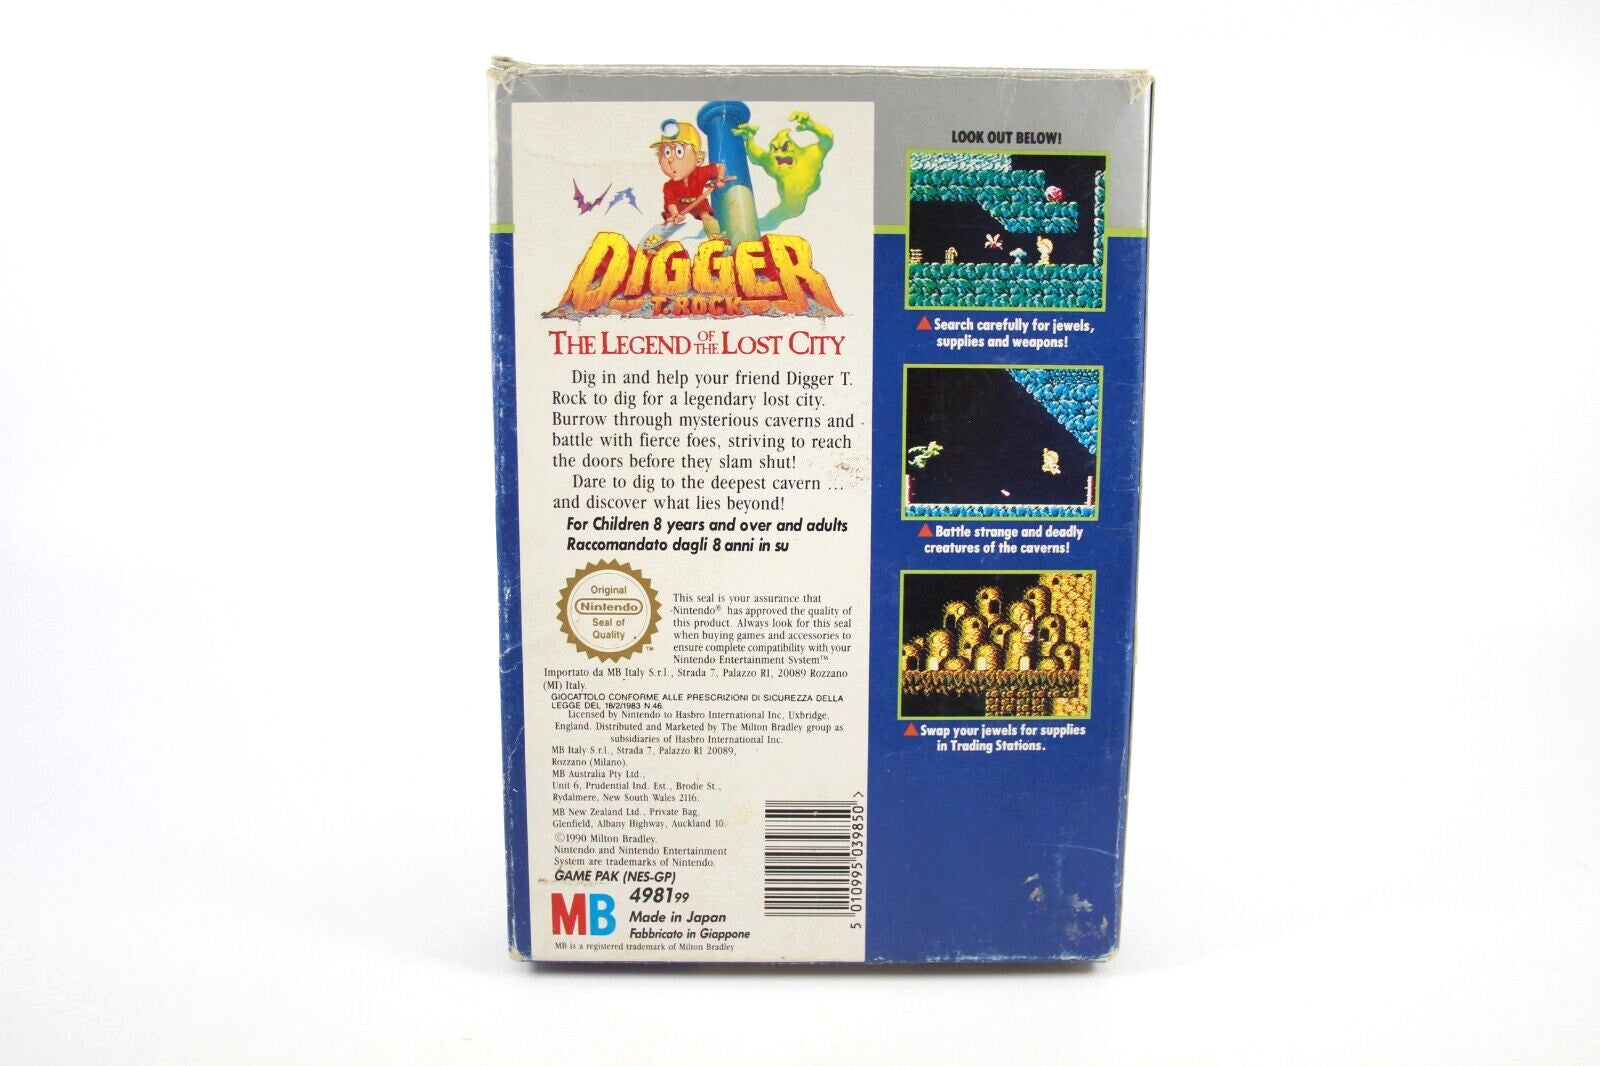 DIGGER
T. ROCK
THE LEGEND OF THE LOST CITY
Dig in and help your friend Digger T.
Rock to dig for a legendary lost city.
Burrow through mysterious caverns and
battle with fierce foes, striving to reach
the doors before they slam shut!
Dare to dig to the deepest cavern ...
and discover what lies beyond!
For Children 8 years and over and adults
Raccomandato dagli 8 anni in su
Original
Nintendo
Seal of
Quality
™
This seal is your assurance that
Nintendo® has approved the quality of
this product. Always look for this seal
when buying games and accessories to
ensure complete compatibility with your
Nintendo Entertainment System™.
Importato da MB Italy S.r.l., Strada 7, Palazzo R1, 20089 Rozzano
(MI) Italy.
GIOCATTOLO CONFORME ALLE PRESCRIZIONI DI SICUREZZA DELLA
LEGGE DEL 18/2/1983 N.46.
Licensed by Nintendo to Hasbro International Inc, Uxbridge,
England. Distributed and Marketed by The Milton Bradley group as
subsidiaries of Hasbro International Inc.
MB Italy S.r.l., Strada 7, Palazzo R1 20089,
Rozzano (Milano).
MB Australia Pty Ltd.,
Unit 6, Prudential Ind. Est., Brodie St.,
Rydalmere, New South Wales 2116.
MB New Zealand Ltd., Private Bag,
Glenfield, Albany Highway, Auckland 10.
©1990 Milton Bradley.
Nintendo and Nintendo Entertainment
System are trademarks of Nintendo.
GAME PAK (NES-GP)
MB
498199
Made in Japan
Fabbricato in Giappone
MB is a registered trademark of Milton Bradley
5 010995 039850 >
LOOK OUT BELOW!
Search carefully for jewels,
supplies and weapons!
Battle strange and deadly
creatures of the caverns!
Swap your jewels for supplies
in Trading Stations.